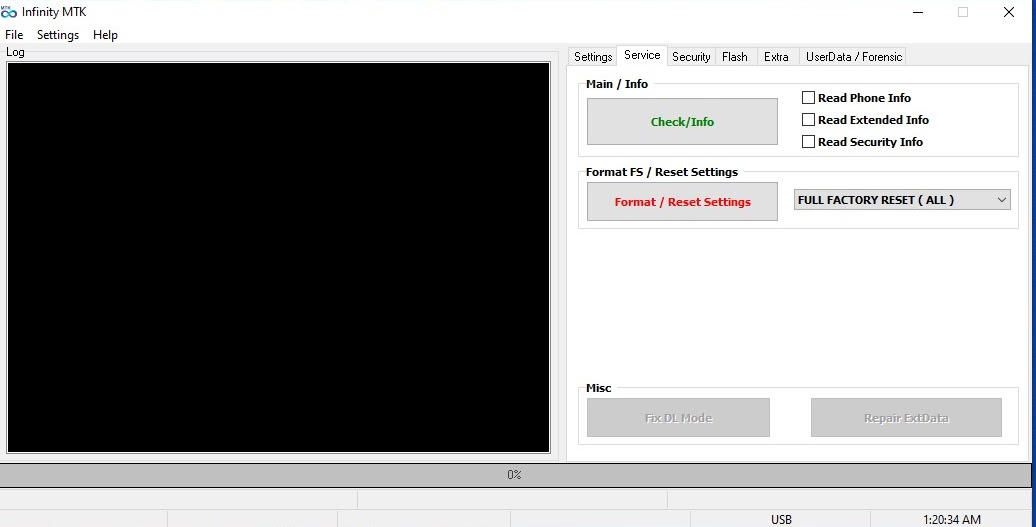 MTK Infinity MTK
File Settings Help
Log
Settings Service Security Flash Extra UserData / Forensic
Main / Info
Check/Info
Read Phone Info
Read Extended Info
Read Security Info
Format FS / Reset Settings
Format / Reset Settings
FULL FACTORY RESET ( ALL )
Misc
Fix DL Mode
Repair ExtData
0%
USB 1:20:34 AM